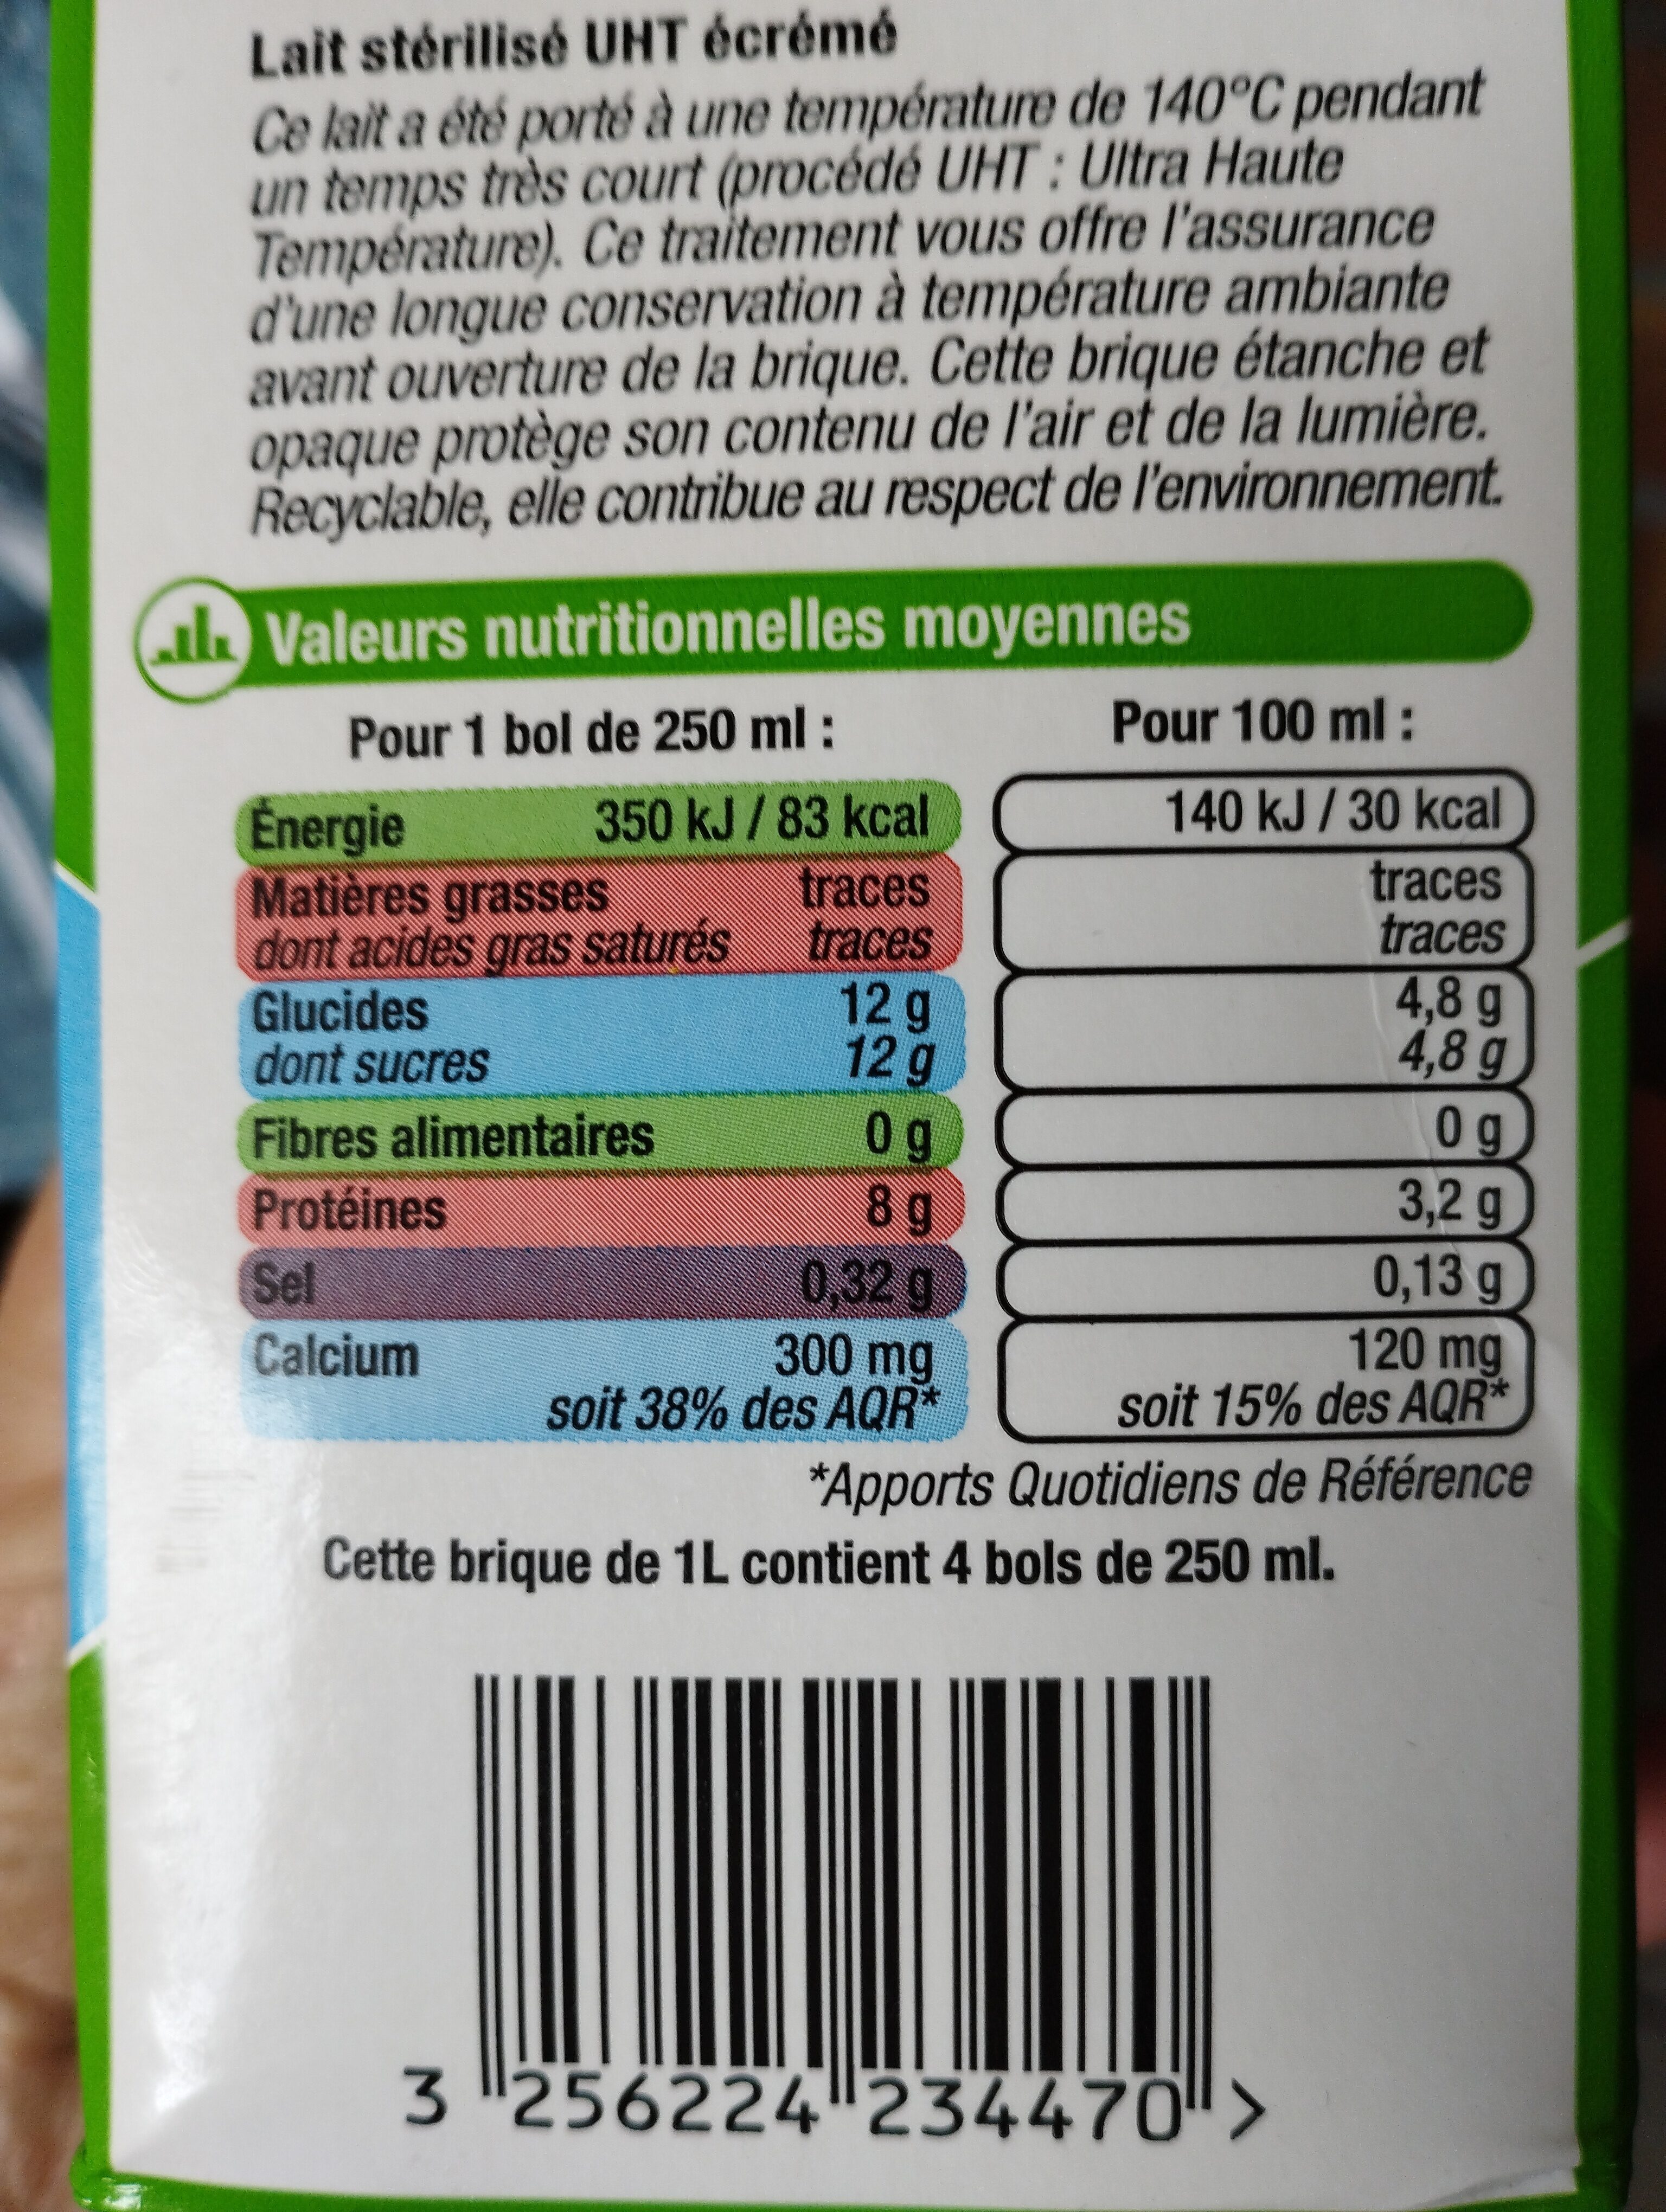 Lait stérilisé UHT écrémé
Ce lait a été porté à une température de 140°C pendant
un temps très court (procédé UHT : Ultra Haute
Température). Ce traitement vous offre l'assurance
d'une longue conservation à température ambiante
avant ouverture de la brique. Cette brique étanche et
opaque protège son contenu de l'air et de la lumière.
Recyclable, elle contribue au respect de l'environnement.
Valeurs nutritionnelles moyennes
Pour 1 bol de 250 ml : Pour 100 ml :
Énergie 350 kJ / 83 kcal 140 kJ / 30 kcal
Matières grasses traces traces
dont acides gras saturés traces traces
Glucides 12 g 4,8 g
dont sucres 12 g 4,8 g
Fibres alimentaires 0 g 0 g
Protéines 8 g 3,2 g
Sel 0,32 g 0,13 g
Calcium 300 mg 120 mg
soit 38% des AQR* soit 15% des AQR*
*Apports Quotidiens de Référence
Cette brique de 1L contient 4 bols de 250 ml.
3 256224 234470 >